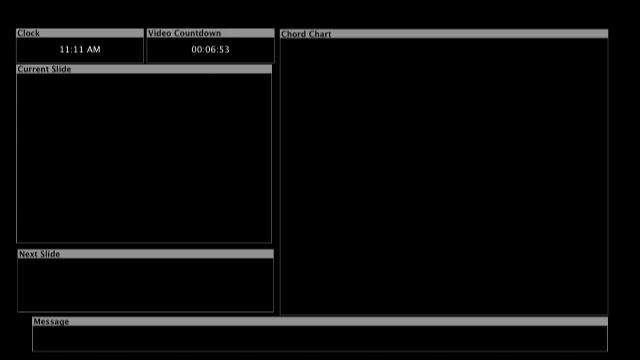 Clock
Video Countdown
Chord Chart
11:11 AM
00:06:53
Current Slide
Next Slide
Message